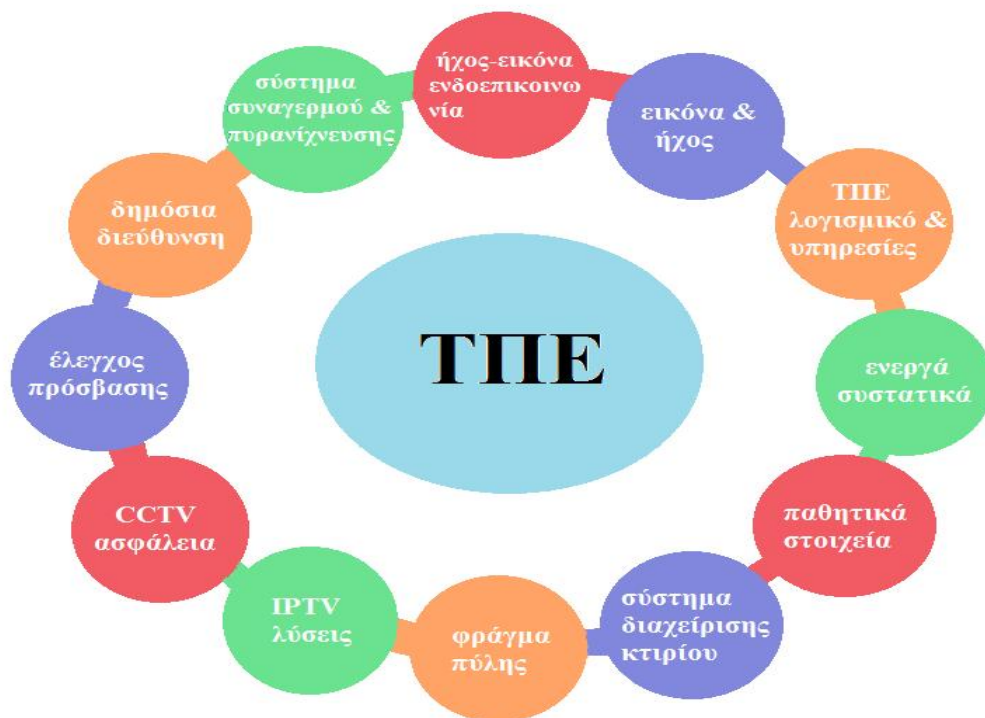 ήχος-εικόνα
ενδοεπικοινω
νία
εικόνα &
ήχος
ΤΠΕ
λογισμικό &
υπηρεσίες
ενεργά
συστατικά
παθητικά
στοιχεία
σύστημα
διαχείρισης
κτιρίου
φράγμα
πύλης
IPTV
λύσεις
CCTV
ασφάλεια
έλεγχος
πρόσβασης
δημόσια
διεύθυνση
σύστημα
συναγερμού &
πυρανίχνευσης
ΤΠΕ